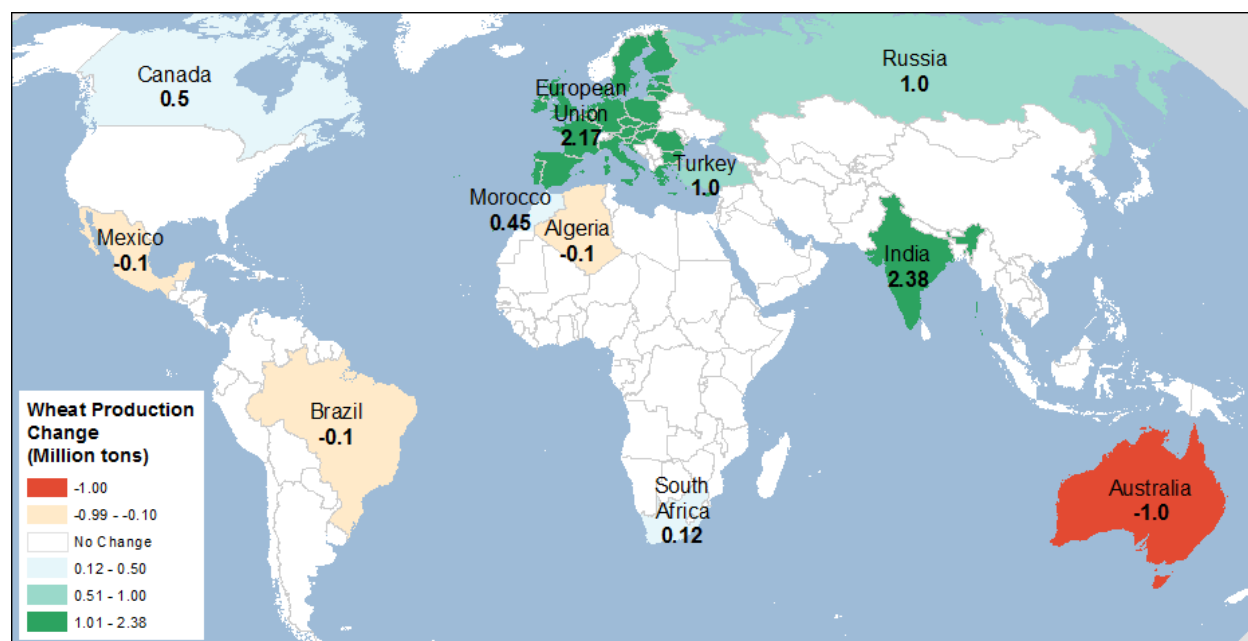 Canada
0.5
European
Union
2.17
Russia
1.0
Turkey
1.0
Morocco
0.45
Algeria
-0.1
Mexico
-0.1
India
2.38
Brazil
-0.1
South
Africa
0.12
Australia
-1.0
Wheat Production
Change
(Million tons)
-1.00
-0.99 - -0.10
No Change
0.12 - 0.50
0.51 - 1.00
1.01 - 2.38